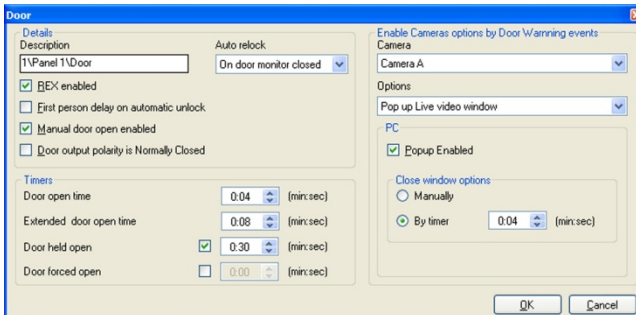 Door
Details
Description
1\Panel 1\Door
Auto relock
On door monitor closed
REX enabled
First person delay on automatic unlock
Manual door open enabled
Door output polarity is Normally Closed
Timers
Door open time 0:04 (min:sec)
Extended door open time 0:08 (min:sec)
Door held open 0:30 (min:sec)
Door forced open 0:00 (min:sec)
Enable Cameras options by Door Warnning events
Camera
Camera A
Options
Pop up Live video window
PC
Popup Enabled
Close window options
Manually
By timer 0:04 (min:sec)
OK Cancel